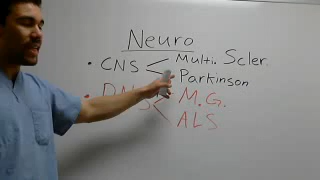 Neuro
• CNS < Multi. Scler.
Parkinson
• M.G.
ALS